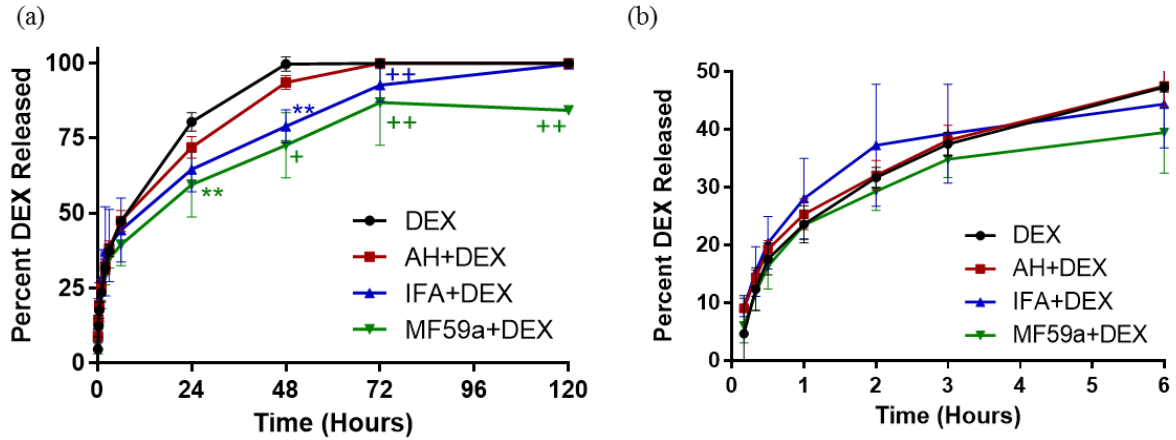 (a)
Percent DEX Released
100
75
50
25
0
0 24 48 72 96 120
Time (Hours)
**
**
+
++
++
++
DEX
AH+DEX
IFA+DEX
MF59a+DEX
(b)
Percent DEX Released
50
40
30
20
10
0
0 1 2 3 4 5 6
Time (Hours)
DEX
AH+DEX
IFA+DEX
MF59a+DEX